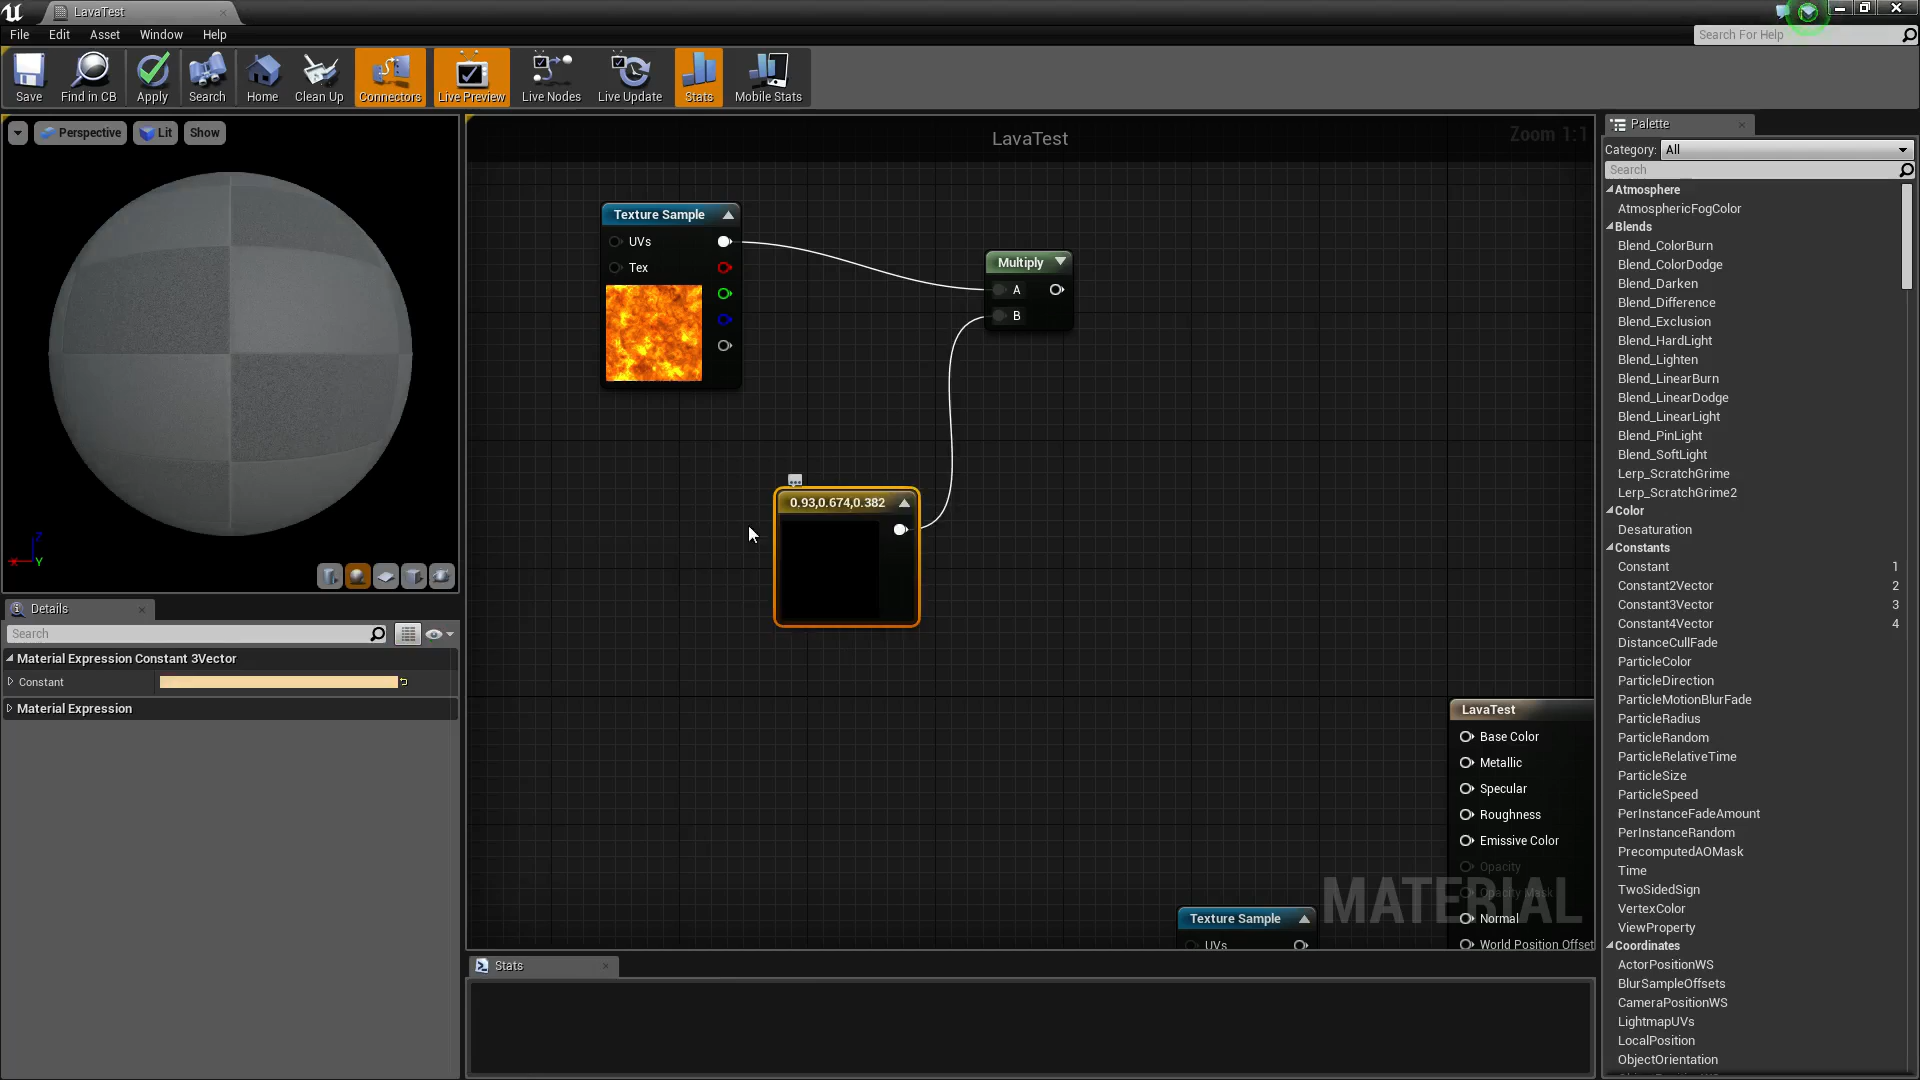 LavaTest
File Edit Asset Window Help
Search For Help
Save Find in CB Apply Search Home Clean Up Connectors Live Preview Live Nodes Live Update Stats Mobile Stats
Perspective Lit Show
LavaTest
Zoom 1:1
Texture Sample
UVs
Tex
Multiply
A
B
0.93,0.674,0.382
LavaTest
Base Color
Metallic
Specular
Roughness
Emissive Color
Opacity
Opacity Mask
Normal
World Position Offset
MATERIAL
Texture Sample
UVs
Z
X
Y
Details
Search
Material Expression Constant 3Vector
Constant
Material Expression
Stats
Palette
Category: All
Search
Atmosphere
AtmosphericFogColor
Blends
Blend_ColorBurn
Blend_ColorDodge
Blend_Darken
Blend_Difference
Blend_Exclusion
Blend_HardLight
Blend_Lighten
Blend_LinearBurn
Blend_LinearDodge
Blend_LinearLight
Blend_PinLight
Blend_SoftLight
Lerp_ScratchGrime
Lerp_ScratchGrime2
Color
Desaturation
Constants
Constant 1
Constant2Vector 2
Constant3Vector 3
Constant4Vector 4
DistanceCullFade
ParticleColor
ParticleDirection
ParticleMotionBlurFade
ParticleRadius
ParticleRandom
ParticleRelativeTime
ParticleSize
ParticleSpeed
PerInstanceFadeAmount
PerInstanceRandom
PrecomputedAOMask
Time
TwoSidedSign
VertexColor
ViewProperty
Coordinates
ActorPositionWS
BlurSampleOffsets
CameraPositionWS
LightmapUVs
LocalPosition
ObjectOrientation